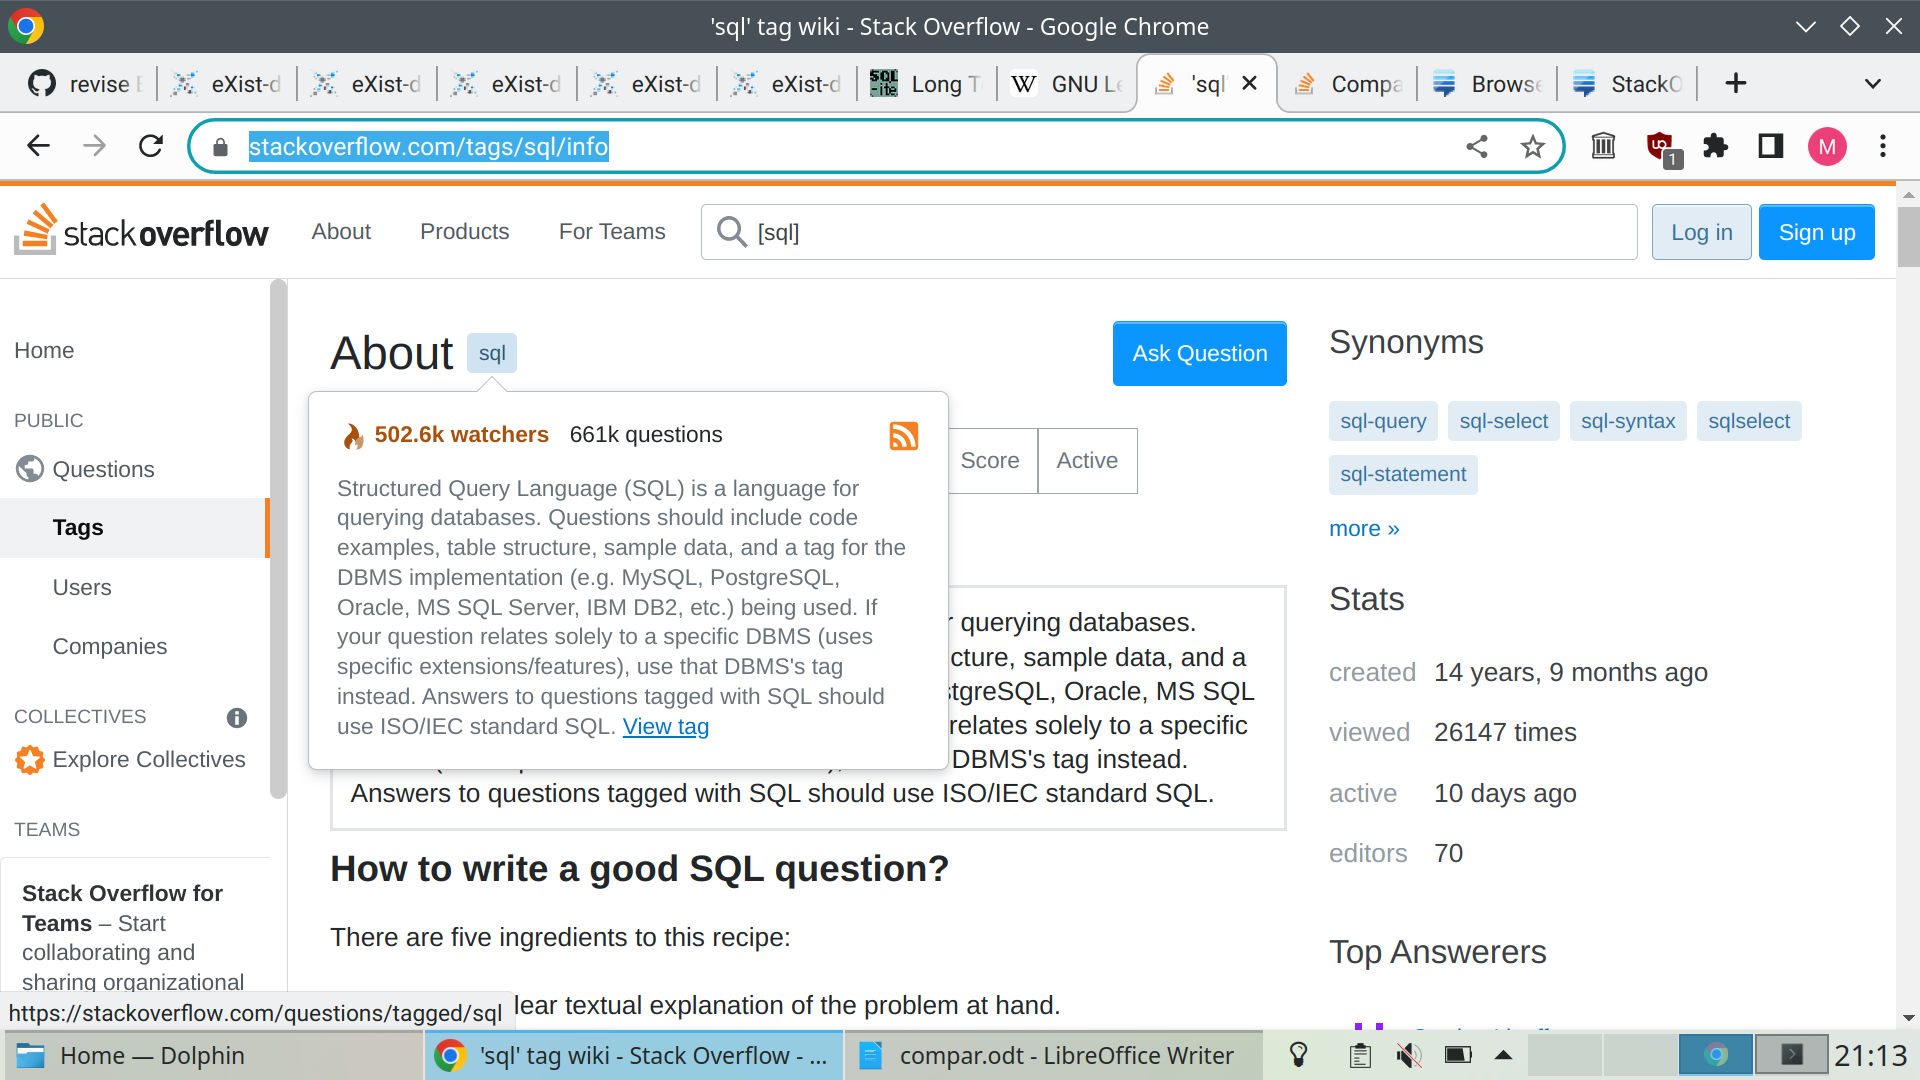 'sql' tag wiki - Stack Overflow - Google Chrome
revise
eXist-d
eXist-d
eXist-d
eXist-d
eXist-d
SQL -ite
Long T
W
GNU Le
'sql'
Compa
Browse
StackO
stackoverflow.com/tags/sql/info
1
M
stackoverflow
About
Products
For Teams
[sql]
Log in
Sign up
Home
PUBLIC
Questions
Tags
Users
Companies
COLLECTIVES
Explore Collectives
TEAMS
Stack Overflow for
Teams – Start
collaborating and
sharing organizational
https://stackoverflow.com/questions/tagged/sql
About sql
Ask Question
502.6k watchers 661k questions
Structured Query Language (SQL) is a language for
querying databases. Questions should include code
examples, table structure, sample data, and a tag for the
DBMS implementation (e.g. MySQL, PostgreSQL,
Oracle, MS SQL Server, IBM DB2, etc.) being used. If
your question relates solely to a specific DBMS (uses
specific extensions/features), use that DBMS's tag
instead. Answers to questions tagged with SQL should
use ISO/IEC standard SQL. View tag
Score
Active
r querying databases.
cture, sample data, and a
stgreSQL, Oracle, MS SQL
relates solely to a specific
DBMS's tag instead.
Answers to questions tagged with SQL should use ISO/IEC standard SQL.
How to write a good SQL question?
There are five ingredients to this recipe:
lear textual explanation of the problem at hand.
Synonyms
sql-query
sql-select
sql-syntax
sqlselect
sql-statement
more »
Stats
created 14 years, 9 months ago
viewed 26147 times
active 10 days ago
editors 70
Top Answerers
Home — Dolphin
'sql' tag wiki - Stack Overflow - ...
compar.odt - LibreOffice Writer
21:13